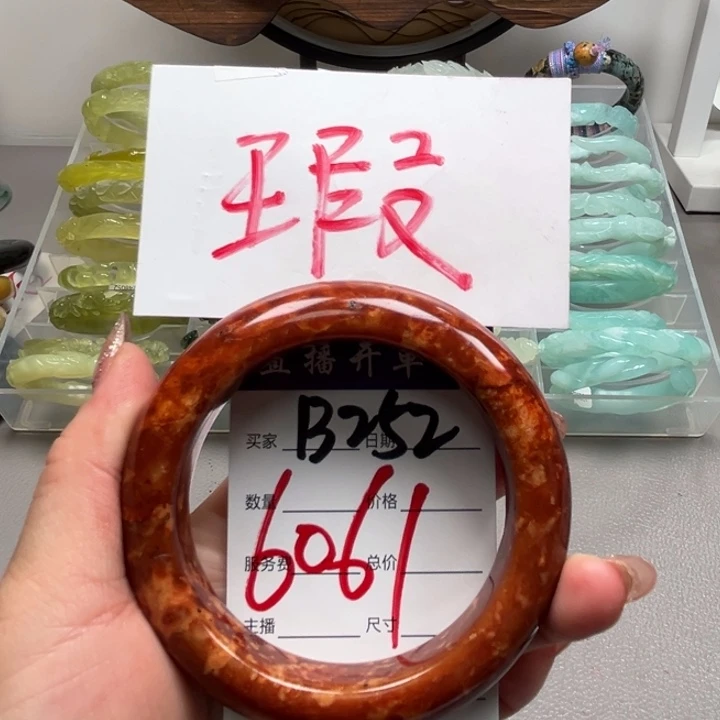 瑕
直播开单
买家 B252 日期
数量 价格
6061
服务费 总价
主播 尺寸